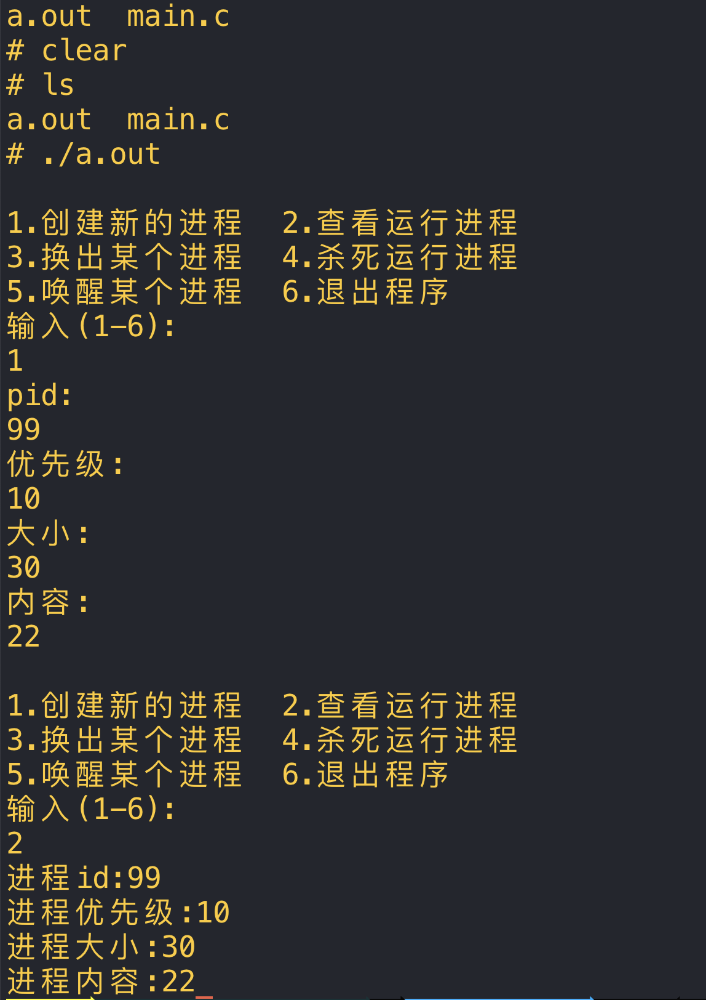 a.out  main.c
# clear
# ls
a.out  main.c
# ./a.out
1.创建新的进程  2.查看运行进程
3.换出某个进程  4.杀死运行进程
5.唤醒某个进程  6.退出程序
输入(1-6):
1
pid:
99
优先级:
10
大小:
30
内容:
22
1.创建新的进程  2.查看运行进程
3.换出某个进程  4.杀死运行进程
5.唤醒某个进程  6.退出程序
输入(1-6):
2
进程id:99
进程优先级:10
进程大小:30
进程内容:22